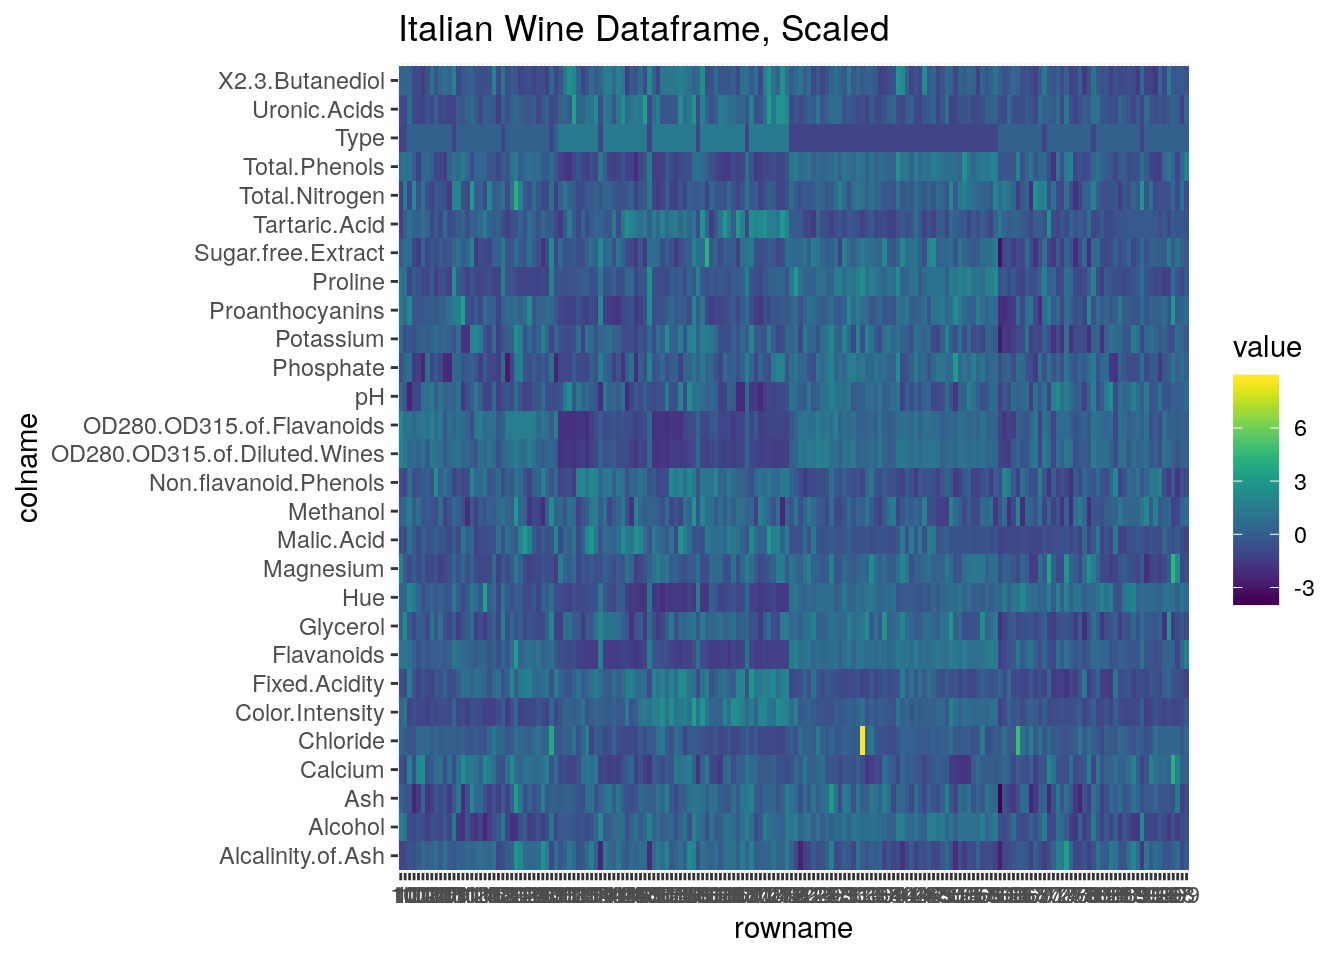 Italian Wine Dataframe, Scaled
X2.3.Butanediol
Uronic.Acids
Type
Total.Phenols
Total.Nitrogen
Tartaric.Acid
Sugar.free.Extract
Proline
Proanthocyanins
Potassium
Phosphate
pH
OD280.OD315.of.Flavanoids
OD280.OD315.of.Diluted.Wines
Non.flavanoid.Phenols
Methanol
Malic.Acid
Magnesium
Hue
Glycerol
Flavanoids
Fixed.Acidity
Color.Intensity
Chloride
Calcium
Ash
Alcohol
Alcalinity.of.Ash
colname
rowname
value
6
3
0
-3